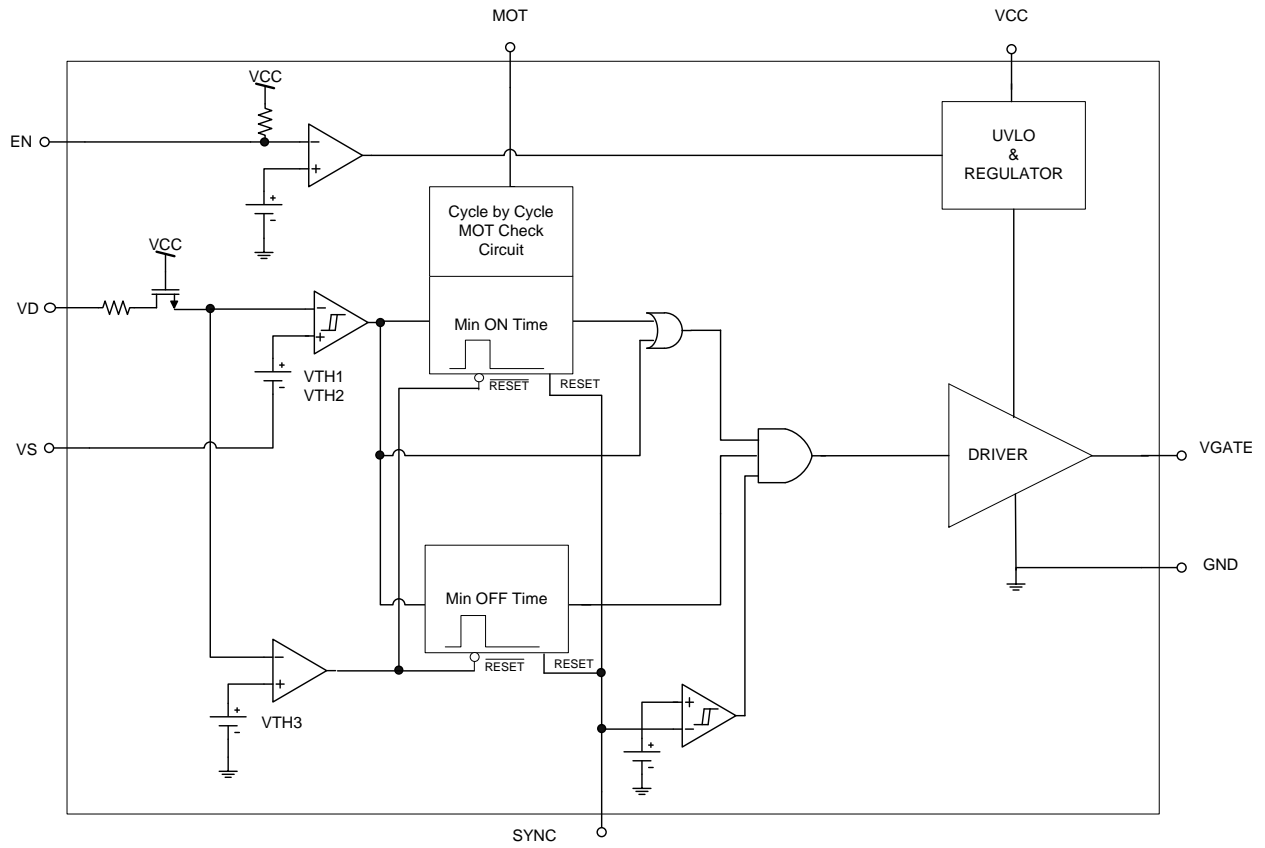 MOT
VCC
VCC
EN
−
+
+
-
UVLO
&
REGULATOR
Cycle by Cycle
MOT Check
Circuit
VCC
VD
−
+
+
-
VTH1
VTH2
Min ON Time
RESET
RESET
VS
DRIVER
VGATE
GND
Min OFF Time
RESET
RESET
−
+
+
-
VTH3
+
−
+
-
SYNC